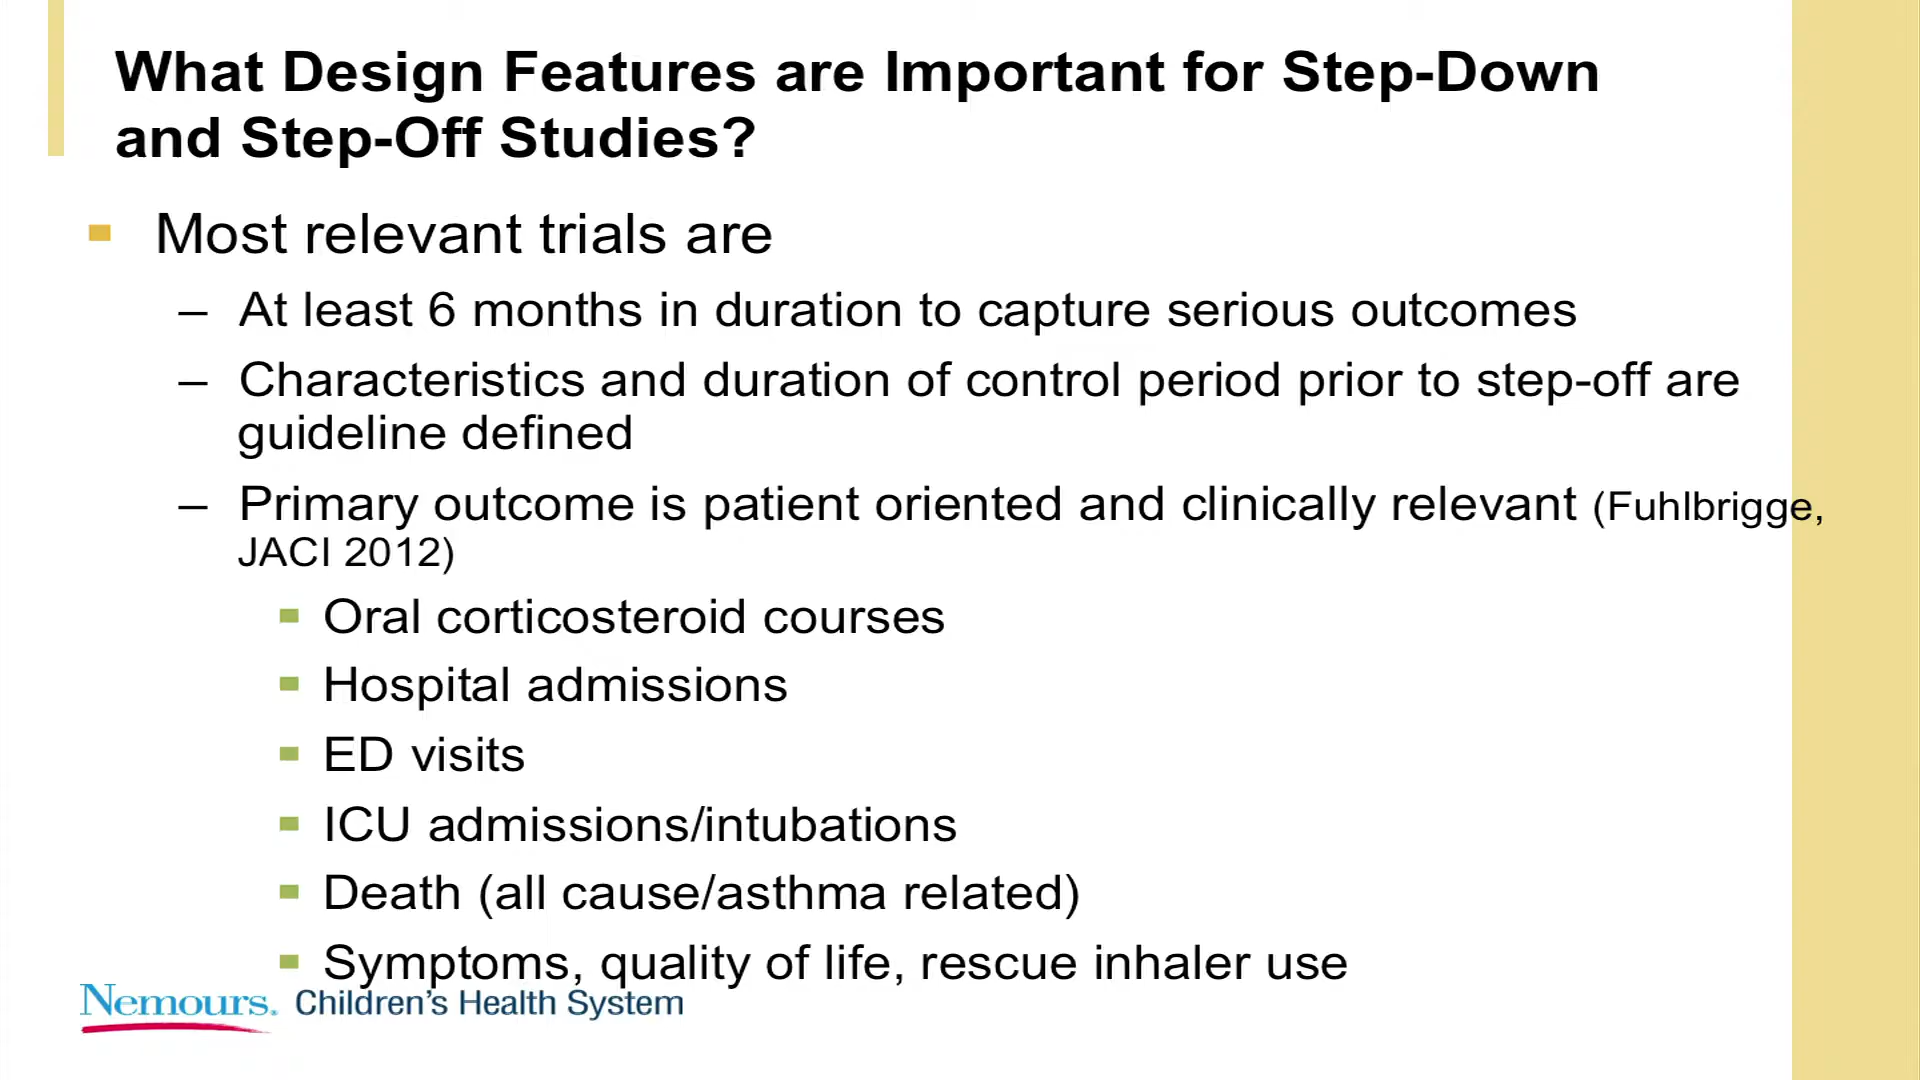 What Design Features are Important for Step-Down
and Step-Off Studies?
Most relevant trials are
– At least 6 months in duration to capture serious outcomes
– Characteristics and duration of control period prior to step-off are
guideline defined
– Primary outcome is patient oriented and clinically relevant (Fuhlbrigge,
JACI 2012)
Oral corticosteroid courses
Hospital admissions
ED visits
ICU admissions/intubations
Death (all cause/asthma related)
Symptoms, quality of life, rescue inhaler use
Nemours. Children's Health System